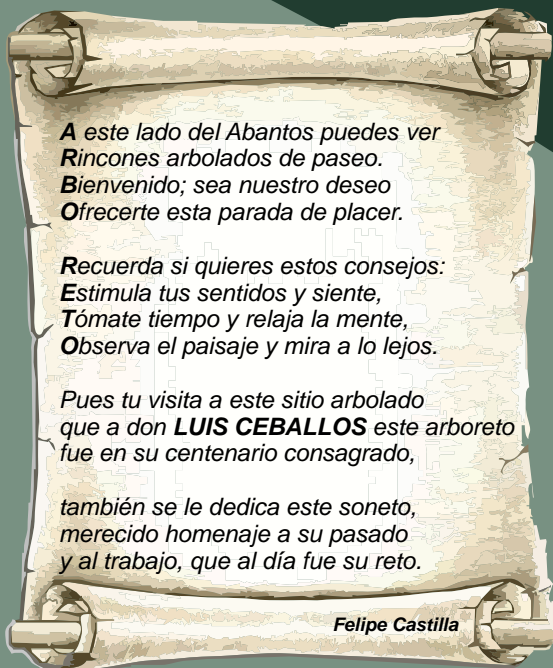 A este lado del Abantos puedes ver
Rincones arbolados de paseo.
Bienvenido; sea nuestro deseo
Ofrecerte esta parada de placer.

Recuerda si quieres estos consejos:
Estimula tus sentidos y siente,
Tómate tiempo y relaja la mente,
Observa el paisaje y mira a lo lejos.

Pues tu visita a este sitio arbolado
que a don LUIS CEBALLOS este arboreto
fue en su centenario consagrado,

también se le dedica este soneto,
merecido homenaje a su pasado
y al trabajo, que al día fue su reto.

Felipe Castilla